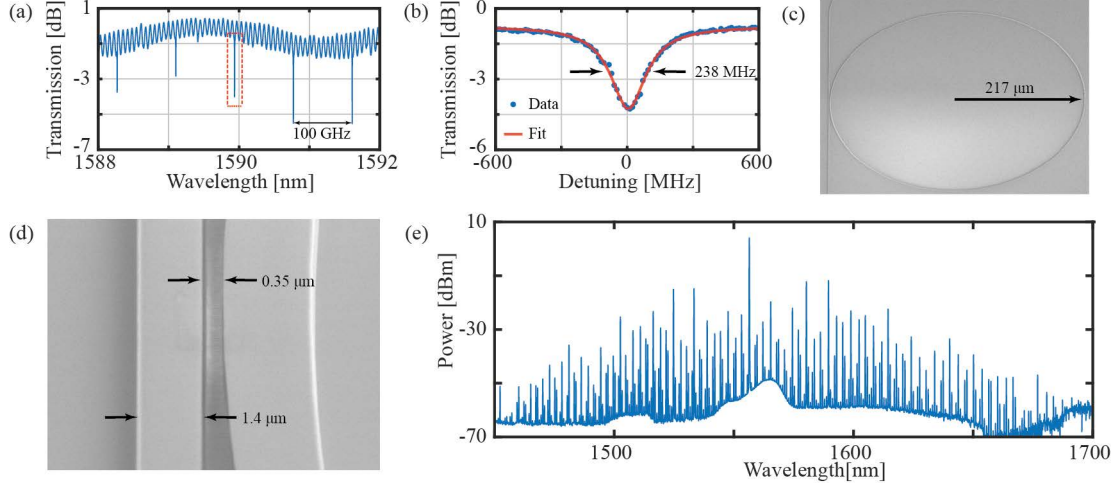 (a)
1
-3
-7
Transmission [dB]
100 GHz
1588
1590
1592
Wavelength [nm]
(b)
0
-3
-6
Transmission [dB]
238 MHz
Data
Fit
-600
-300
0
300
600
Detuning [MHz]
(c)
217 μm
(d)
0.35 μm
1.4 μm
(e)
10
-30
-70
Power [dBm]
1500
1600
1700
Wavelength[nm]